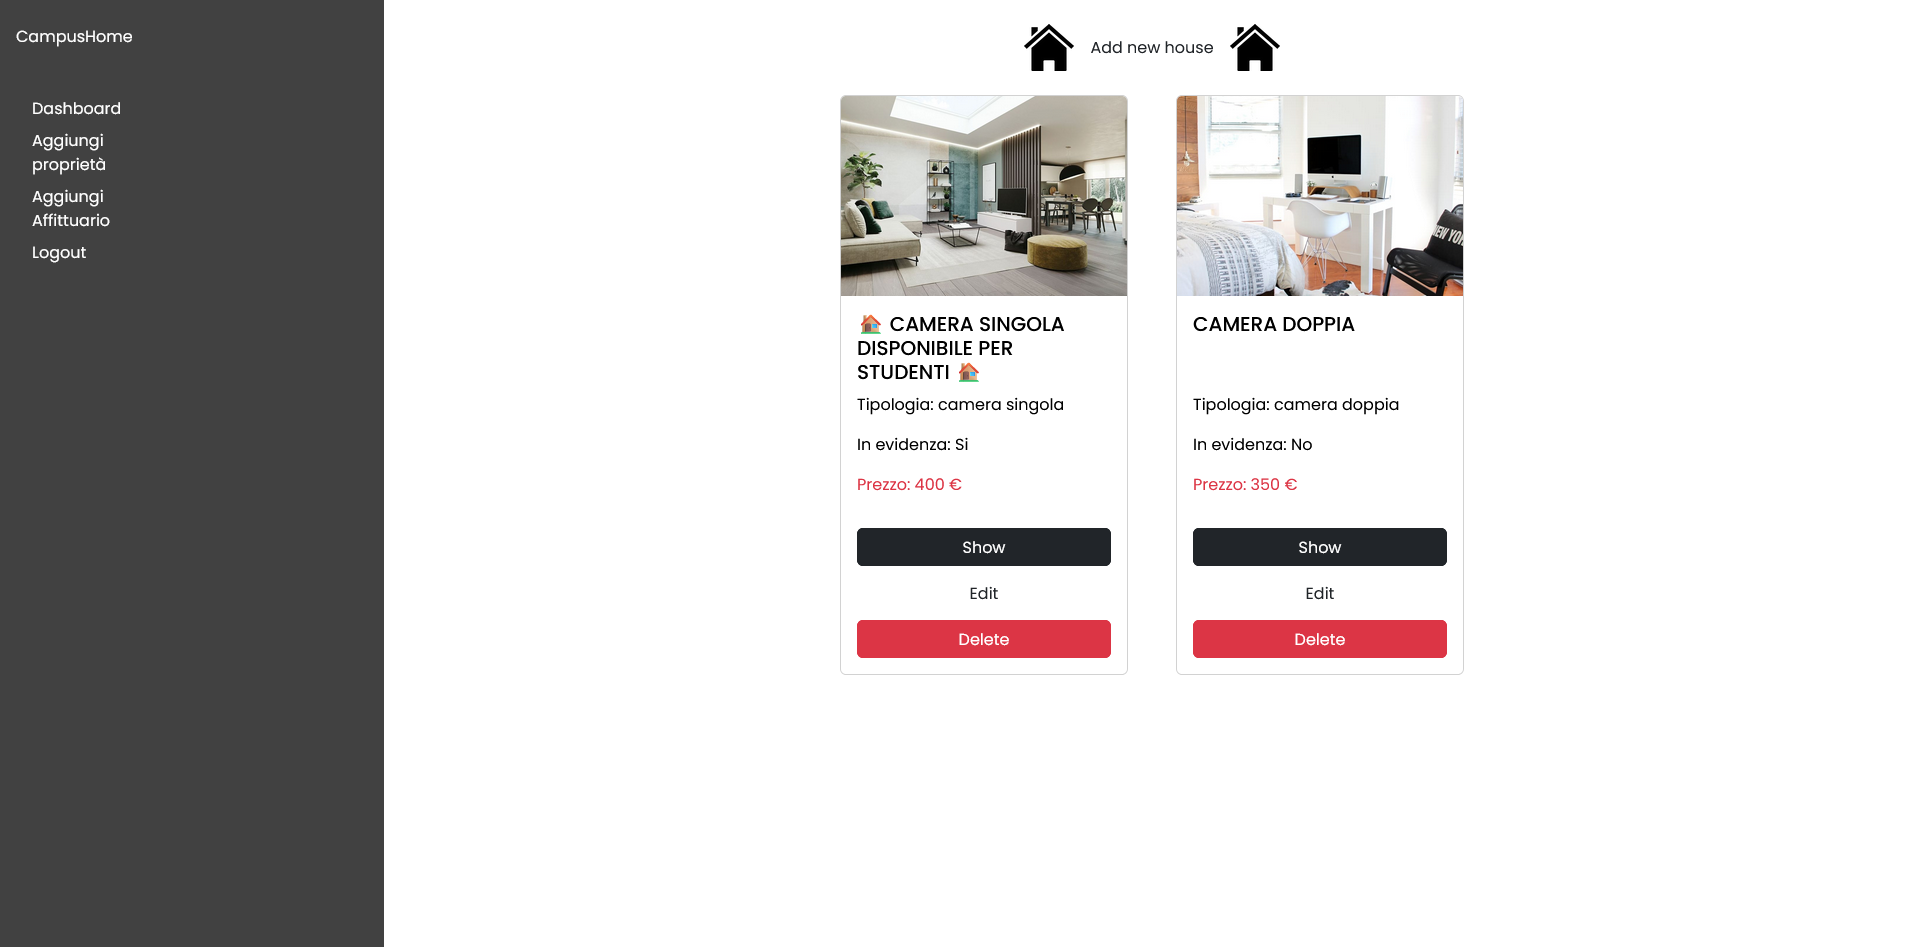 CampusHome
Dashboard
Aggiungi
proprietà
Aggiungi
Affittuario
Logout
Add new house
NEW YOR
🏠 CAMERA SINGOLA
DISPONIBILE PER
STUDENTI 🏠
Tipologia: camera singola
In evidenza: Si
Prezzo: 400 €
Show
Edit
Delete
CAMERA DOPPIA
Tipologia: camera doppia
In evidenza: No
Prezzo: 350 €
Show
Edit
Delete